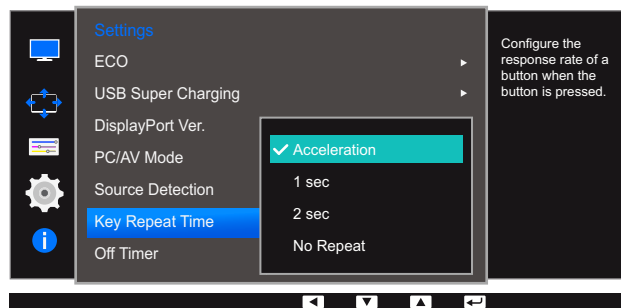 Settings
ECO
USB Super Charging
DisplayPort Ver.
PC/AV Mode
Source Detection
Key Repeat Time
Off Timer
Acceleration
1 sec
2 sec
No Repeat
Configure the
response rate of a
button when the
button is pressed.